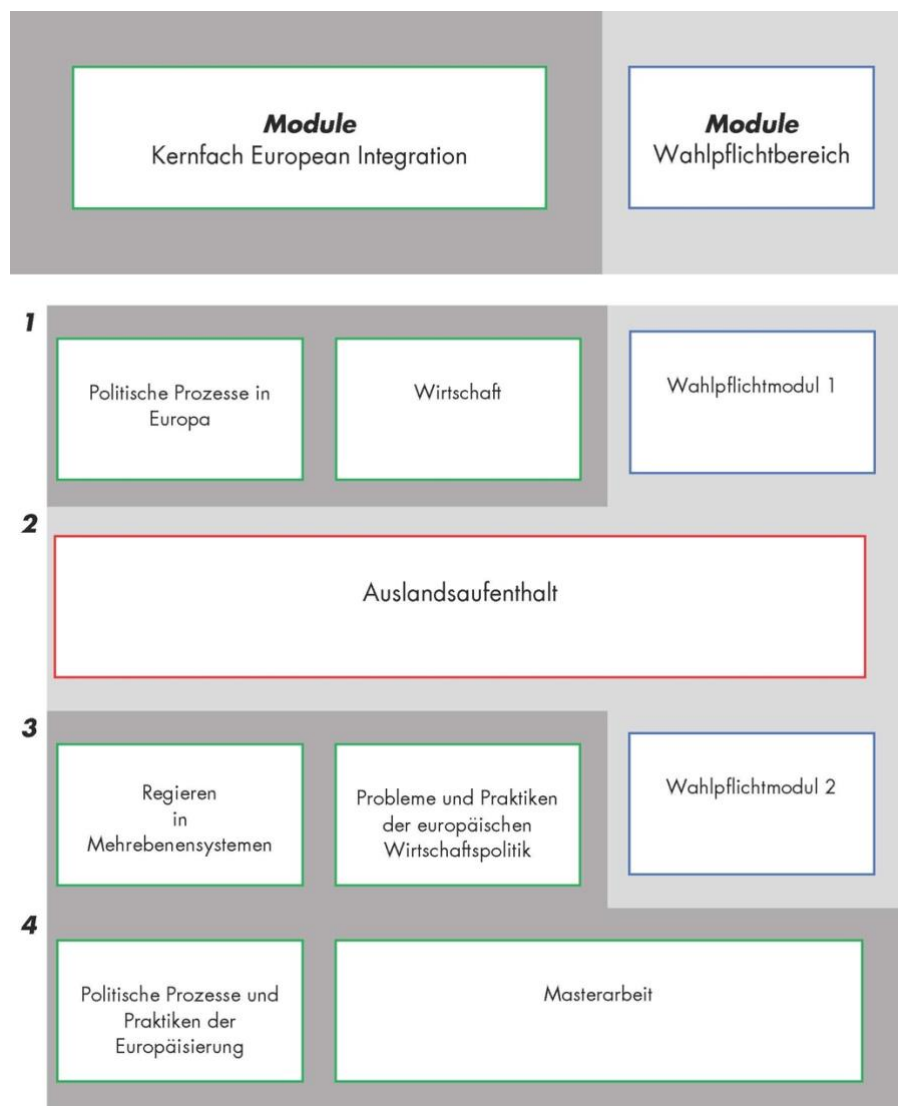 Module
Kernfach European Integration
Module
Wahlpflichtbereich
1
Politische Prozesse in
Europa
Wirtschaft
Wahlpflichtmodul 1
2
Auslandsaufenthalt
3
Regieren
in
Mehrebenensystemen
Probleme und Praktiken
der europäischen
Wirtschaftspolitik
Wahlpflichtmodul 2
4
Politische Prozesse und
Praktiken der
Europäisierung
Masterarbeit